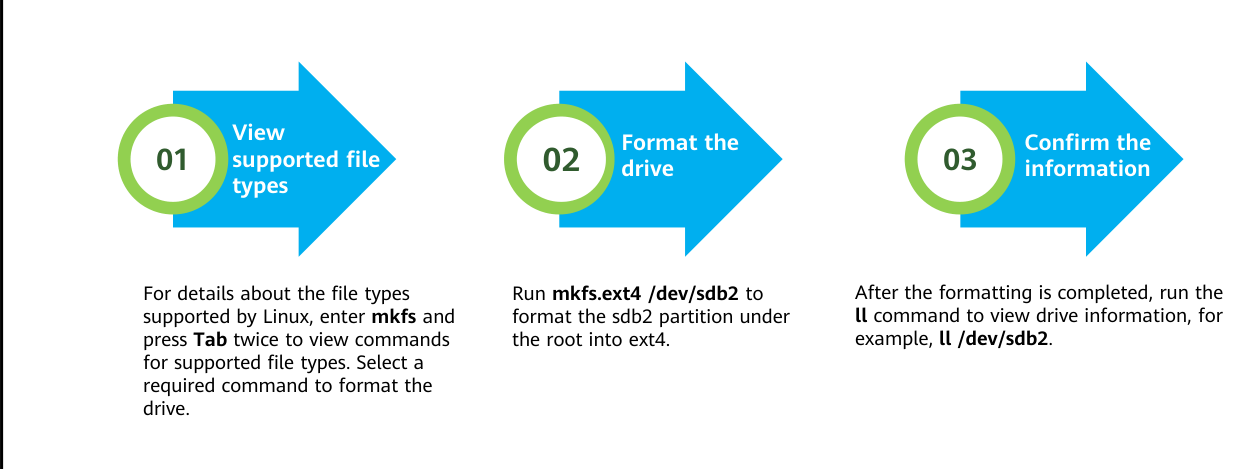 01
View
supported file
types
For details about the file types
supported by Linux, enter mkfs and
press Tab twice to view commands
for supported file types. Select a
required command to format the
drive.
02
Format the
drive
Run mkfs.ext4 /dev/sdb2 to
format the sdb2 partition under
the root into ext4.
03
Confirm the
information
After the formatting is completed, run the
ll command to view drive information, for
example, ll /dev/sdb2.